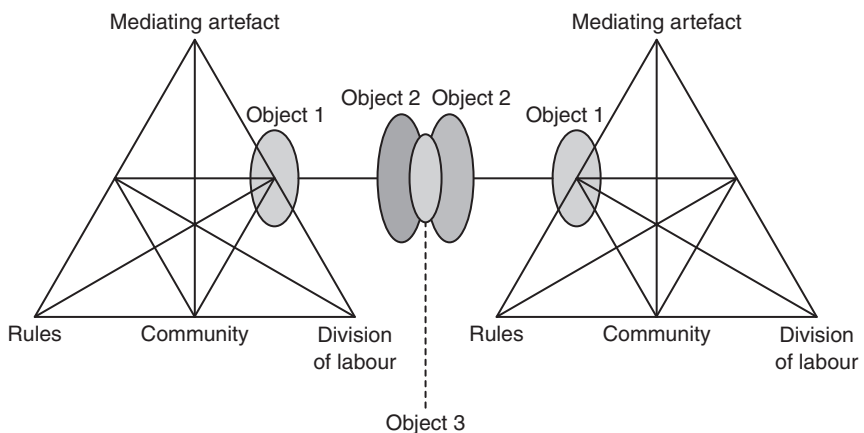 Mediating artefact
Mediating artefact
Object 2
Object 2
Object 1
Object 1
Rules
Community
Division
of labour
Rules
Community
Division
of labour
Object 3